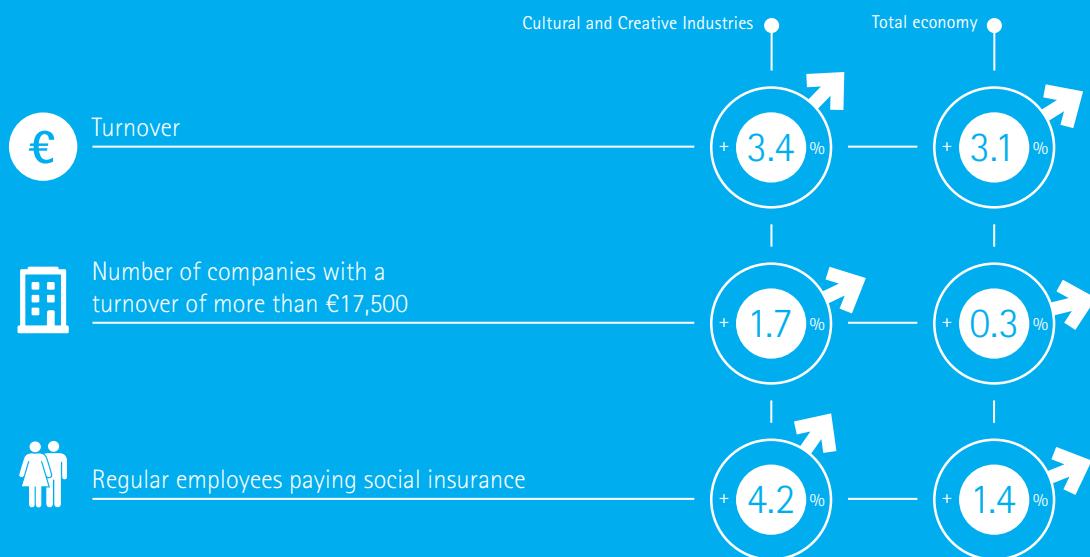 Cultural and Creative Industries
Total economy
€
Turnover
+ 3.4 %
+ 3.1 %
Number of companies with a
turnover of more than €17,500
+ 1.7 %
+ 0.3 %
Regular employees paying social insurance
+ 4.2 %
+ 1.4 %